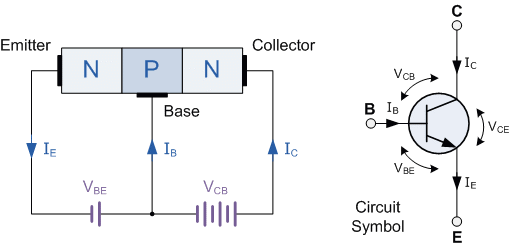 Emitter
N
P
N
Collector
Base
IE
IB
IC
VBE
VCB
C
VCB
IC
B
IB
VCE
VBE
IE
Circuit
Symbol
E